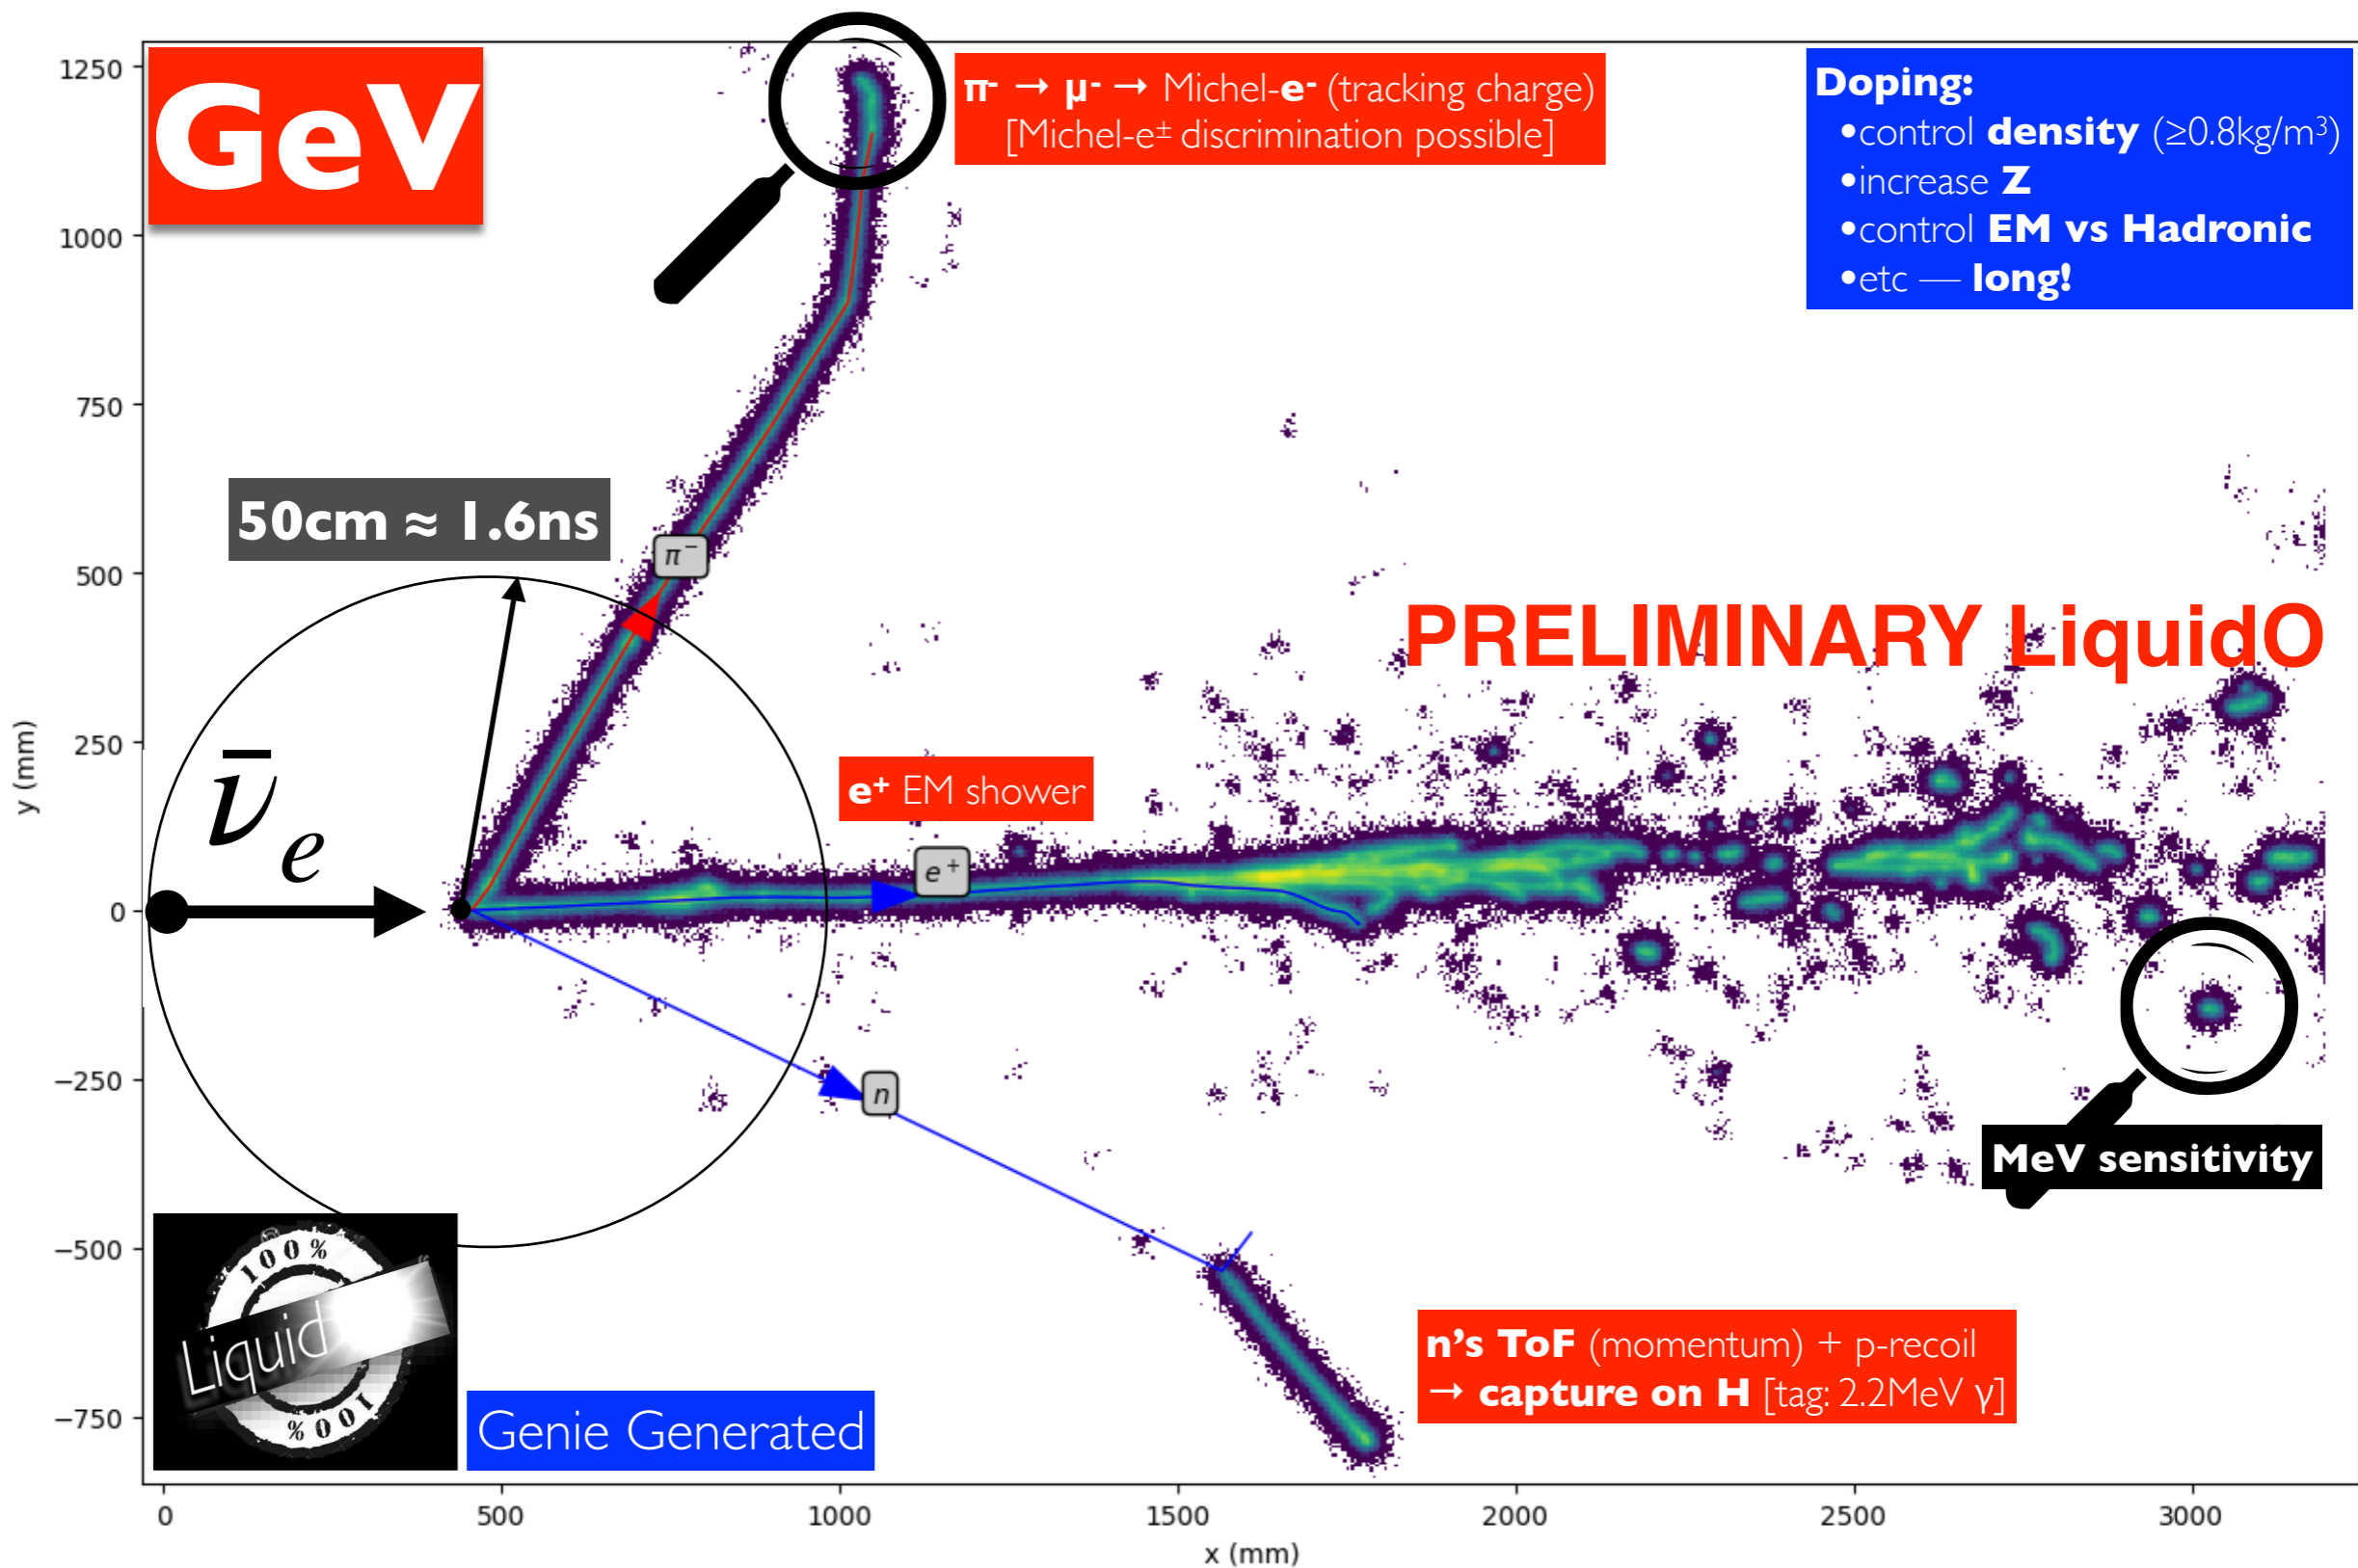 GeV
π- → μ- → Michel-e- (tracking charge)
[Michel-e± discrimination possible]
Doping:
•control density (≥0.8kg/m³)
•increase Z
•control EM vs Hadronic
•etc — long!
50cm ≈ 1.6ns
π−
PRELIMINARY LiquidO
ν̄e
e+ EM shower
e+
n
MeV sensitivity
n's ToF (momentum) + p-recoil
→ capture on H [tag: 2.2MeV γ]
100%
Liquid
100%
Genie Generated
y (mm)
1250
1000
750
500
250
0
−250
−500
−750
0 500 1000 1500 2000 2500 3000
x (mm)